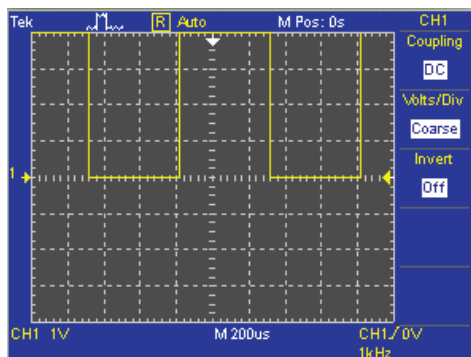 Tek R Auto M Pos: 0s CH1
Coupling
DC
Volts/Div
Coarse
Invert
Off
1
CH1 1V M 200us CH1 / 0V
1kHz